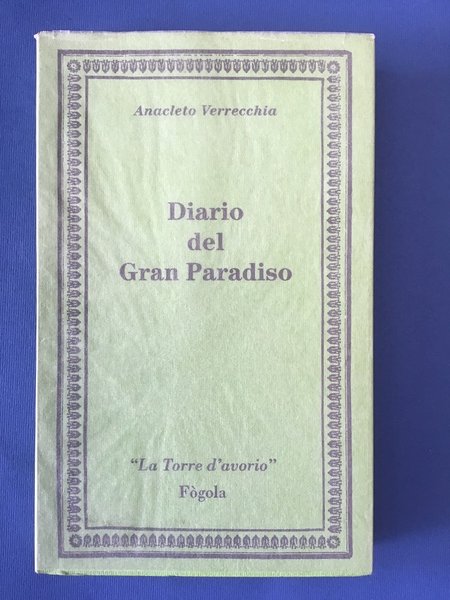 Anacleto Verrecchia
Diario
del
Gran Paradiso
“La Torre d’avorio”
Fògola